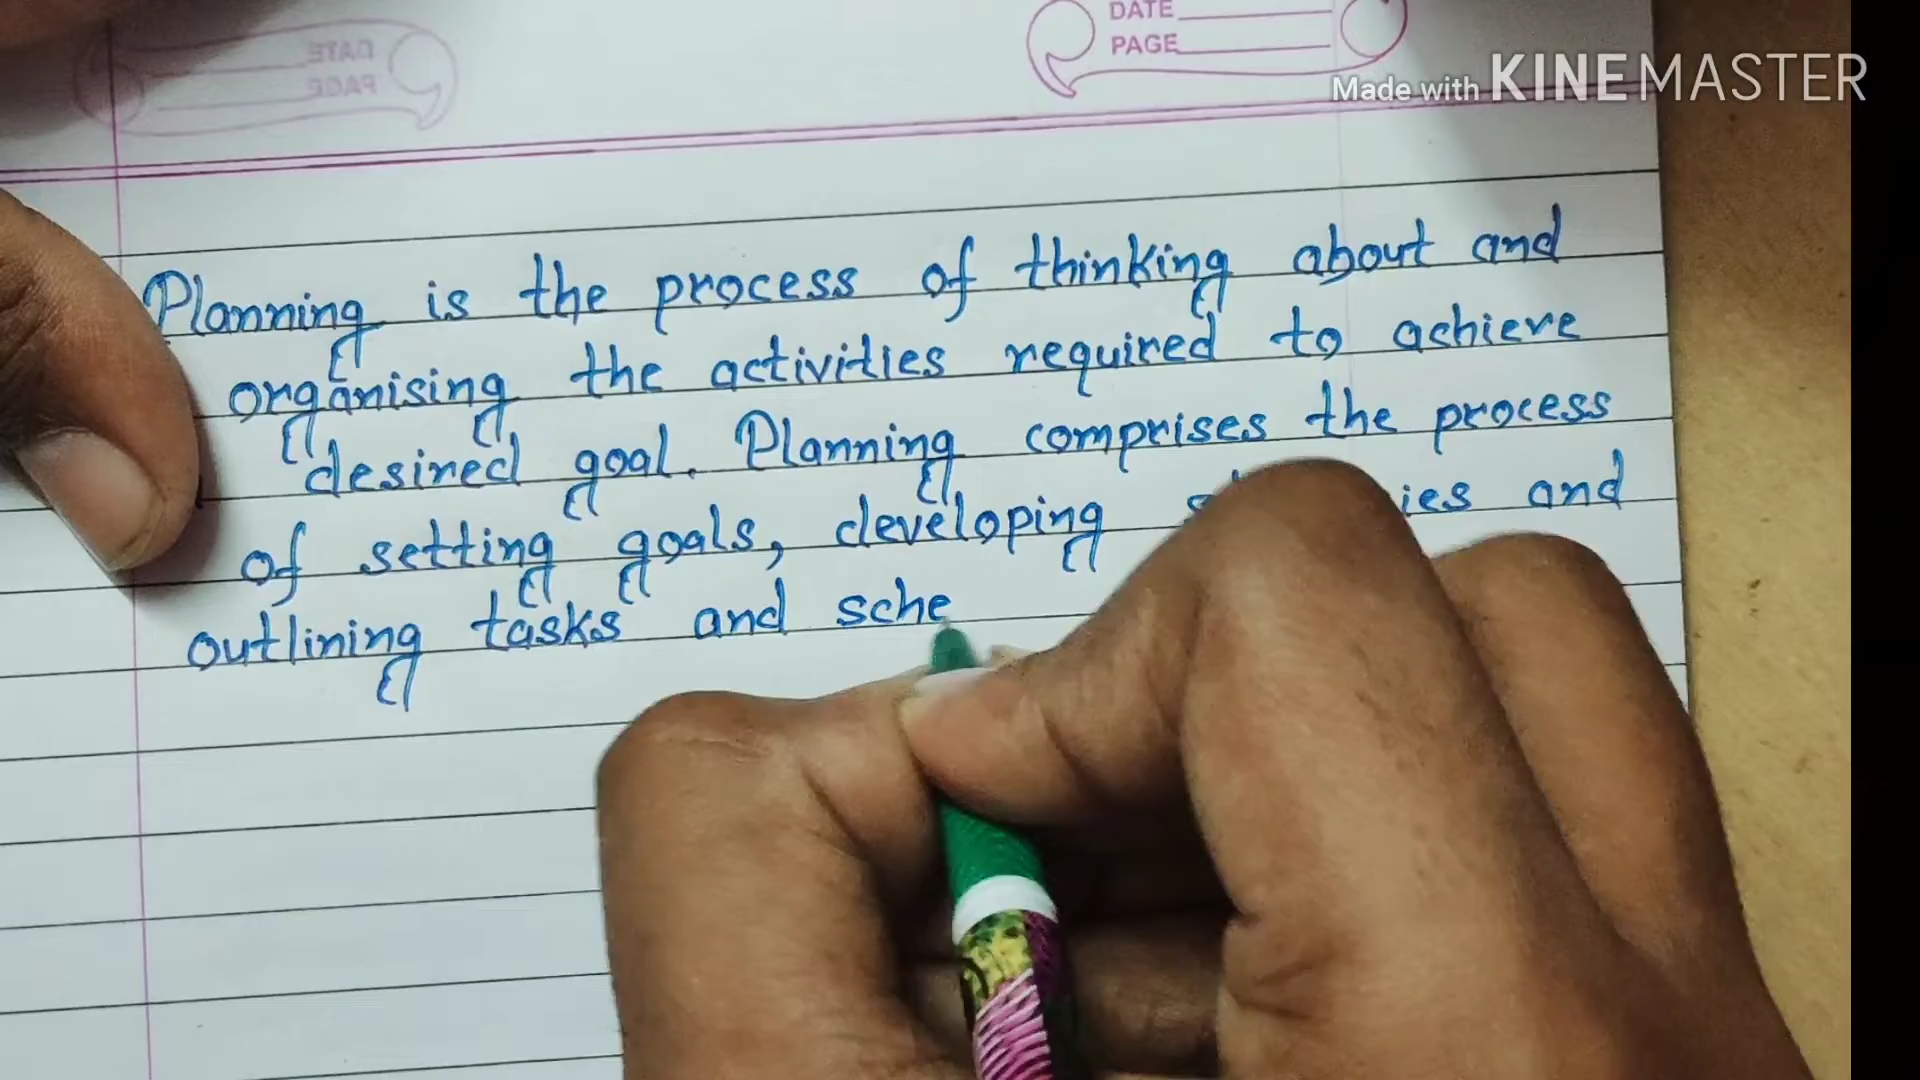 DATE
PAGE
Made with KINEMASTER
Planning is the process of thinking about and
organising the activities required to achieve
desired goal. Planning comprises the process
of setting goals, developing and
outlining tasks and sche